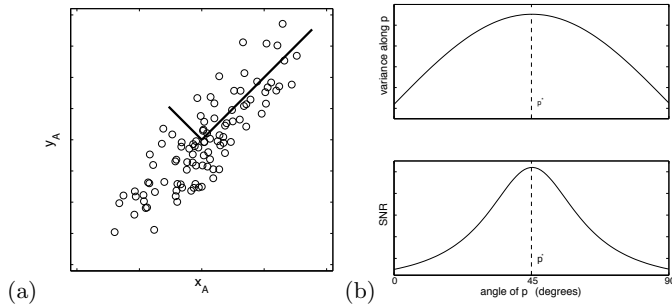 (a)
y_A
x_A
(b)
variance along p
p*
SNR
p*
0
45
90
angle of p (degrees)